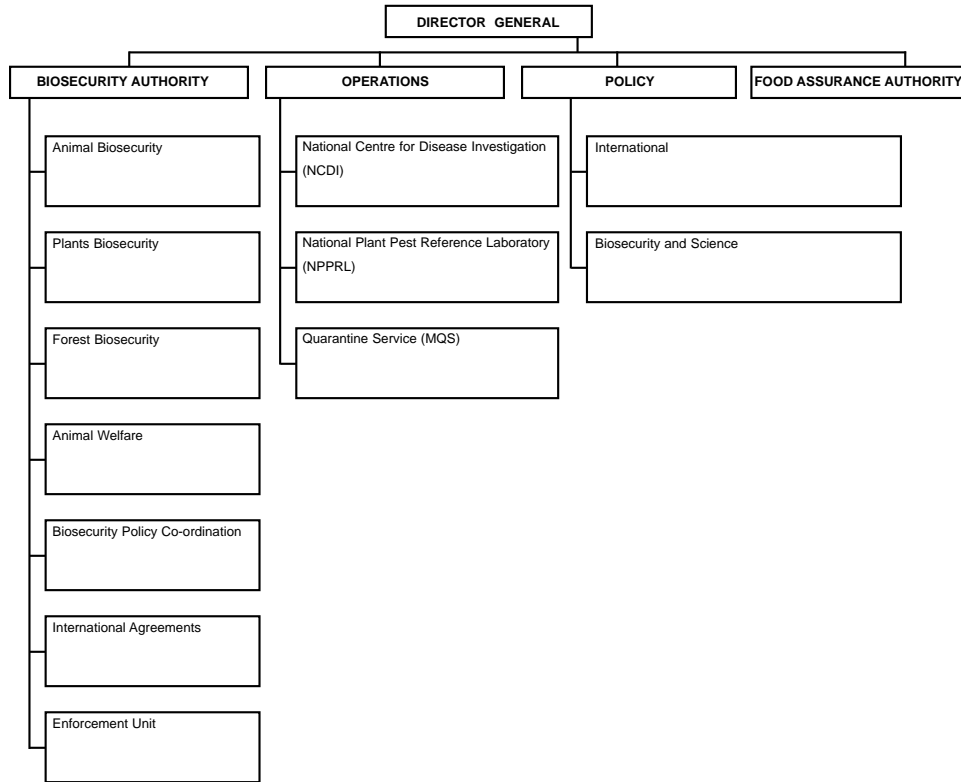 DIRECTOR GENERAL
BIOSECURITY AUTHORITY
OPERATIONS
POLICY
FOOD ASSURANCE AUTHORITY
Animal Biosecurity
Plants Biosecurity
Forest Biosecurity
Animal Welfare
Biosecurity Policy Co-ordination
International Agreements
Enforcement Unit
National Centre for Disease Investigation
(NCDI)
National Plant Pest Reference Laboratory
(NPPRL)
Quarantine Service (MQS)
International
Biosecurity and Science